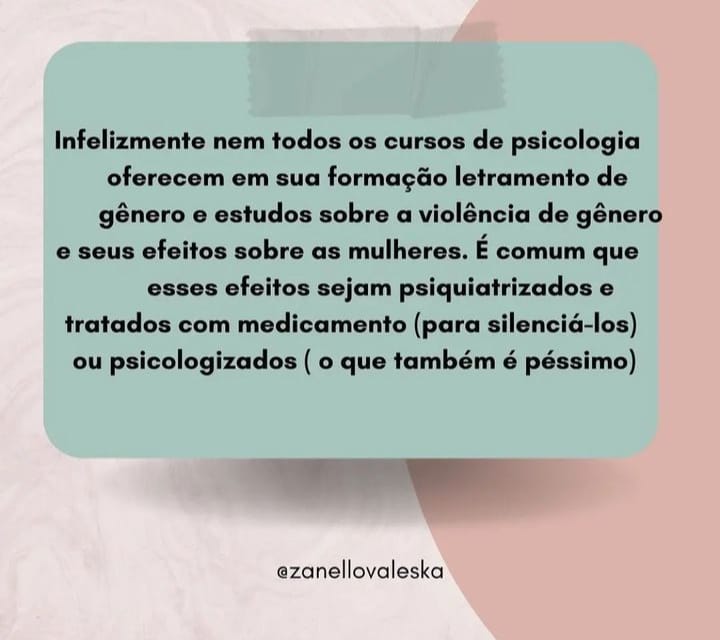 Infelizmente nem todos os cursos de psicologia
oferecem em sua formação letramento de
gênero e estudos sobre a violência de gênero
e seus efeitos sobre as mulheres. É comum que
esses efeitos sejam psiquiatrizados e
tratados com medicamento (para silenciá-los)
ou psicologizados ( o que também é péssimo)
@zanellovaleska